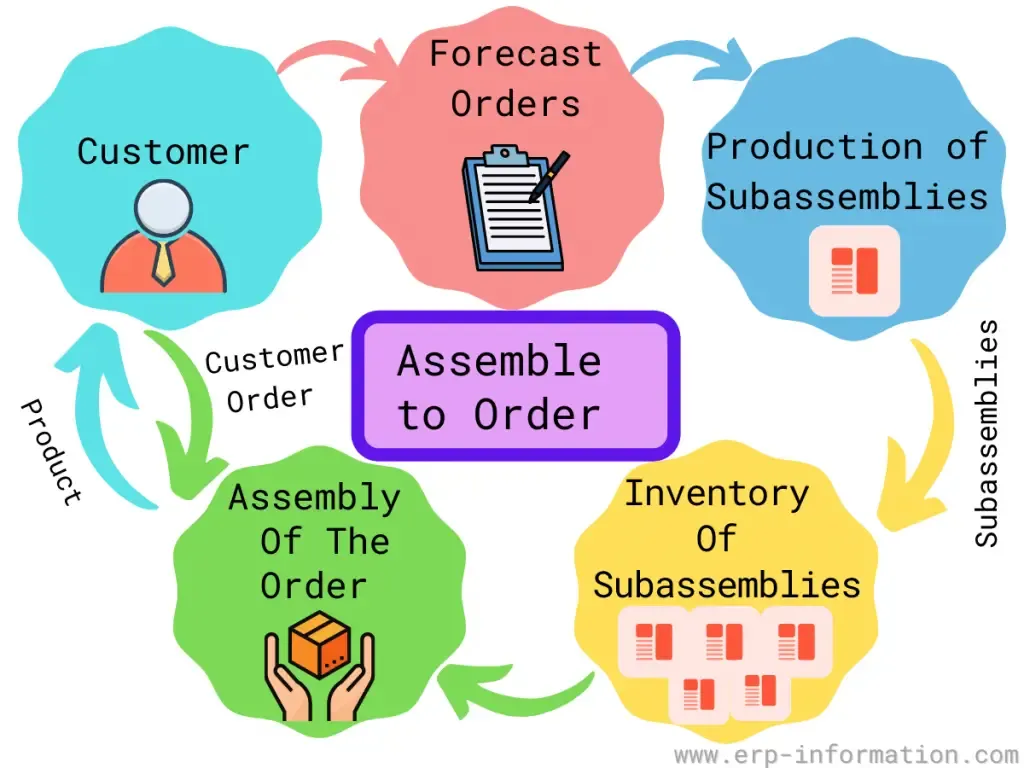 Customer
Forecast
Orders
Production of
Subassemblies
Customer
Order
Assemble
to Order
Product
Subassemblies
Assembly
Of The
Order
Inventory
Of
Subassemblies
www.erp-information.com